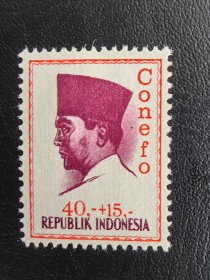 Conefo
40,-+15,-
REPUBLIK INDONESIA